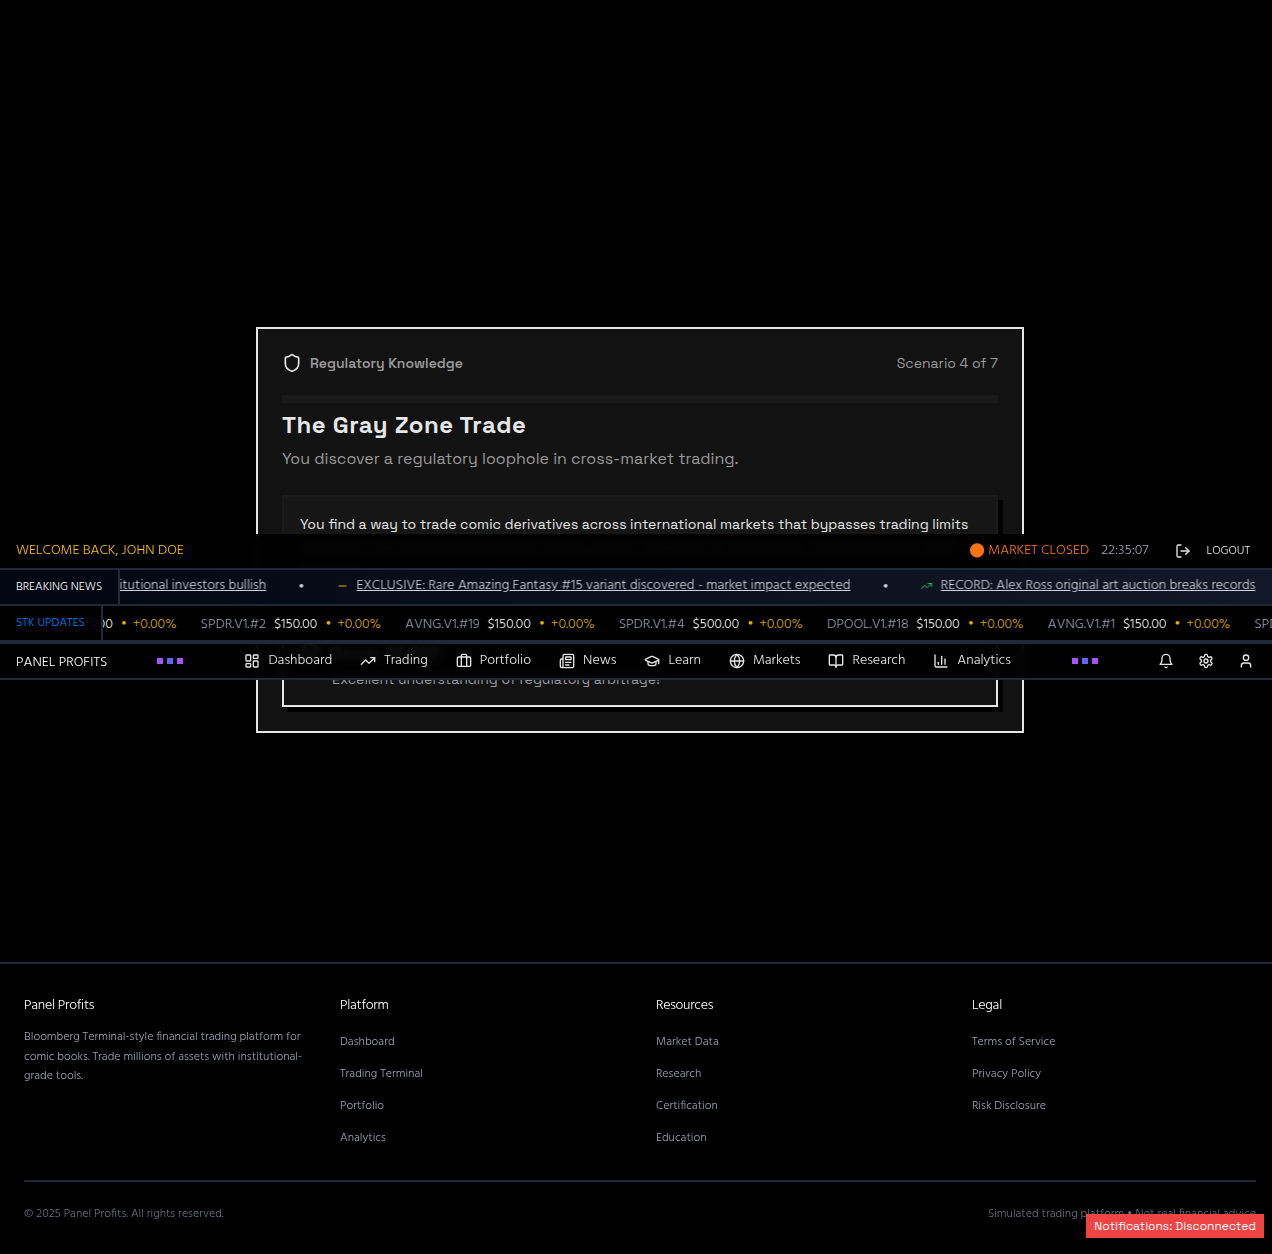 Regulatory Knowledge
Scenario 4 of 7
The Gray Zone Trade
You discover a regulatory loophole in cross-market trading.
You find a way to trade comic derivatives across international markets that bypasses trading limits
WELCOME BACK, JOHN DOE
MARKET CLOSED 22:35:07 LOGOUT
BREAKING NEWS itutional investors bullish • EXCLUSIVE: Rare Amazing Fantasy #15 variant discovered - market impact expected • RECORD: Alex Ross original art auction breaks records
STK UPDATES 00 • +0.00% SPDR.V1.#2 $150.00 • +0.00% AVNG.V1.#19 $150.00 • +0.00% SPDR.V1.#4 $500.00 • +0.00% DPOOL.V1.#18 $150.00 • +0.00% AVNG.V1.#1 $150.00 • +0.00% SPD
PANEL PROFITS Dashboard Trading Portfolio News Learn Markets Research Analytics
Excellent understanding of regulatory arbitrage!
Panel Profits
Bloomberg Terminal-style financial trading platform for
comic books. Trade millions of assets with institutional-
grade tools.
Platform
Dashboard
Trading Terminal
Portfolio
Analytics
Resources
Market Data
Research
Certification
Education
Legal
Terms of Service
Privacy Policy
Risk Disclosure
© 2025 Panel Profits. All rights reserved.
Simulated trading platform • Not real financial advice
Notifications: Disconnected